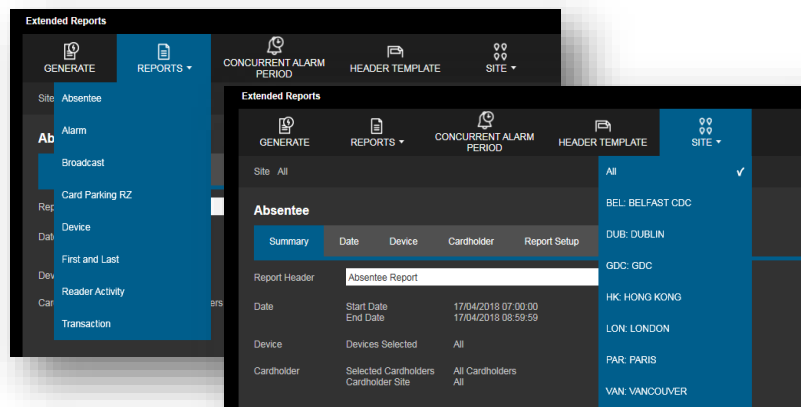 Extended Reports
GENERATE
REPORTS
CONCURRENT ALARM
PERIOD
HEADER TEMPLATE
SITE
Site
Absentee
Alarm
Broadcast
Card Parking RZ
Device
First and Last
Reader Activity
Transaction
Extended Reports
GENERATE
REPORTS
CONCURRENT ALARM
PERIOD
HEADER TEMPLATE
SITE
Site All
Absentee
Summary Date Device Cardholder Report Setup
Report Header Absentee Report
Date Start Date 17/04/2018 07:00:00
End Date 17/04/2018 08:59:59
Device Devices Selected All
Cardholder Selected Cardholders All Cardholders
Cardholder Site All
All
BEL: BELFAST CDC
DUB: DUBLIN
GDC: GDC
HK: HONG KONG
LON: LONDON
PAR: PARIS
VAN: VANCOUVER